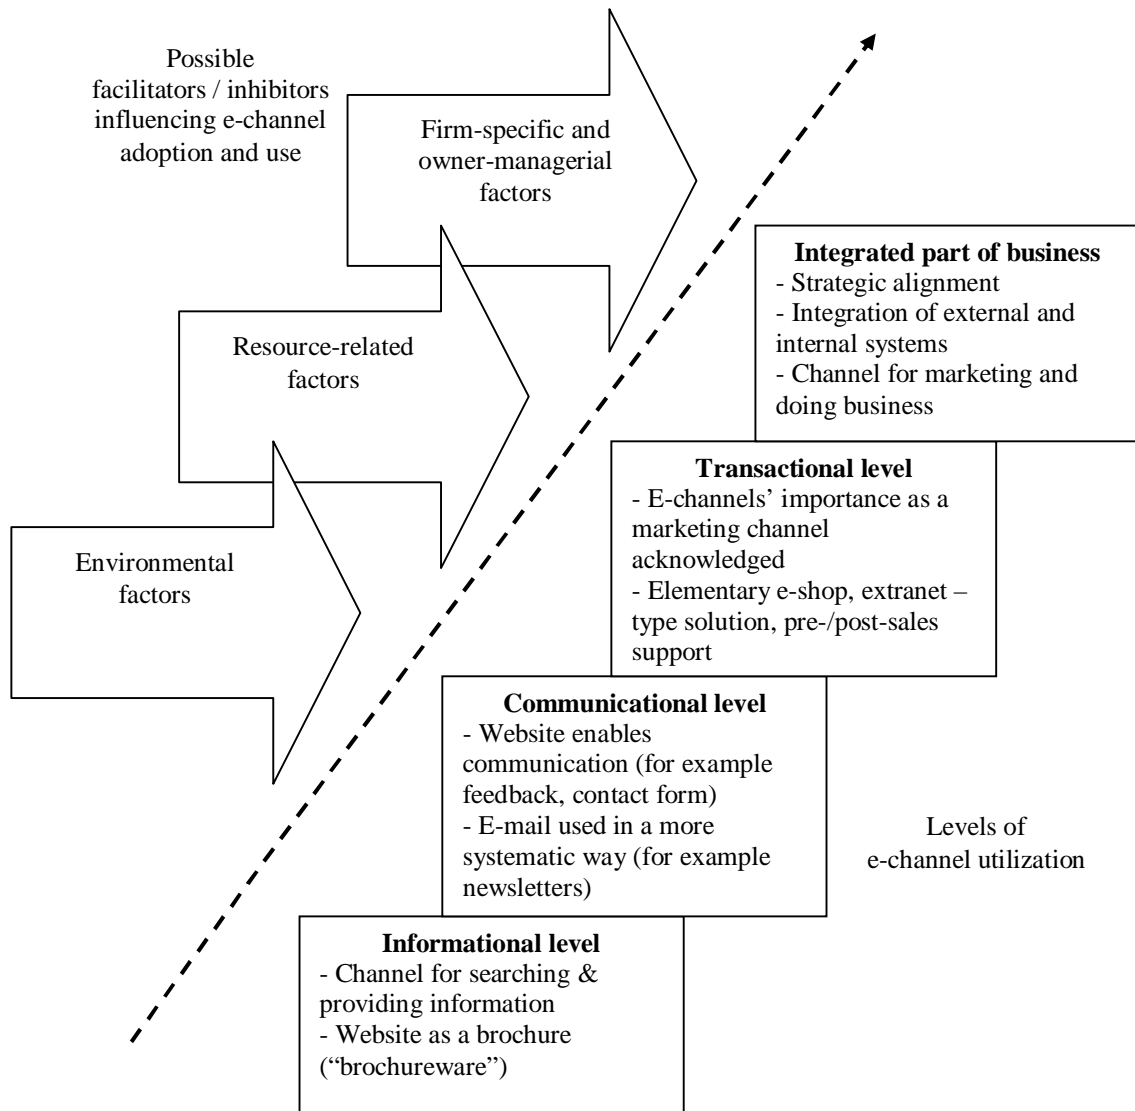 Possible
facilitators / inhibitors
influencing e-channel
adoption and use
Firm-specific and
owner-managerial
factors
Resource-related
factors
Environmental
factors
Integrated part of business
- Strategic alignment
- Integration of external and
internal systems
- Channel for marketing and
doing business
Transactional level
- E-channels’ importance as a
marketing channel
acknowledged
- Elementary e-shop, extranet –
type solution, pre-/post-sales
support
Communicational level
- Website enables
communication (for example
feedback, contact form)
- E-mail used in a more
systematic way (for example
newsletters)
Levels of
e-channel utilization
Informational level
- Channel for searching &
providing information
- Website as a brochure
(“brochureware”)